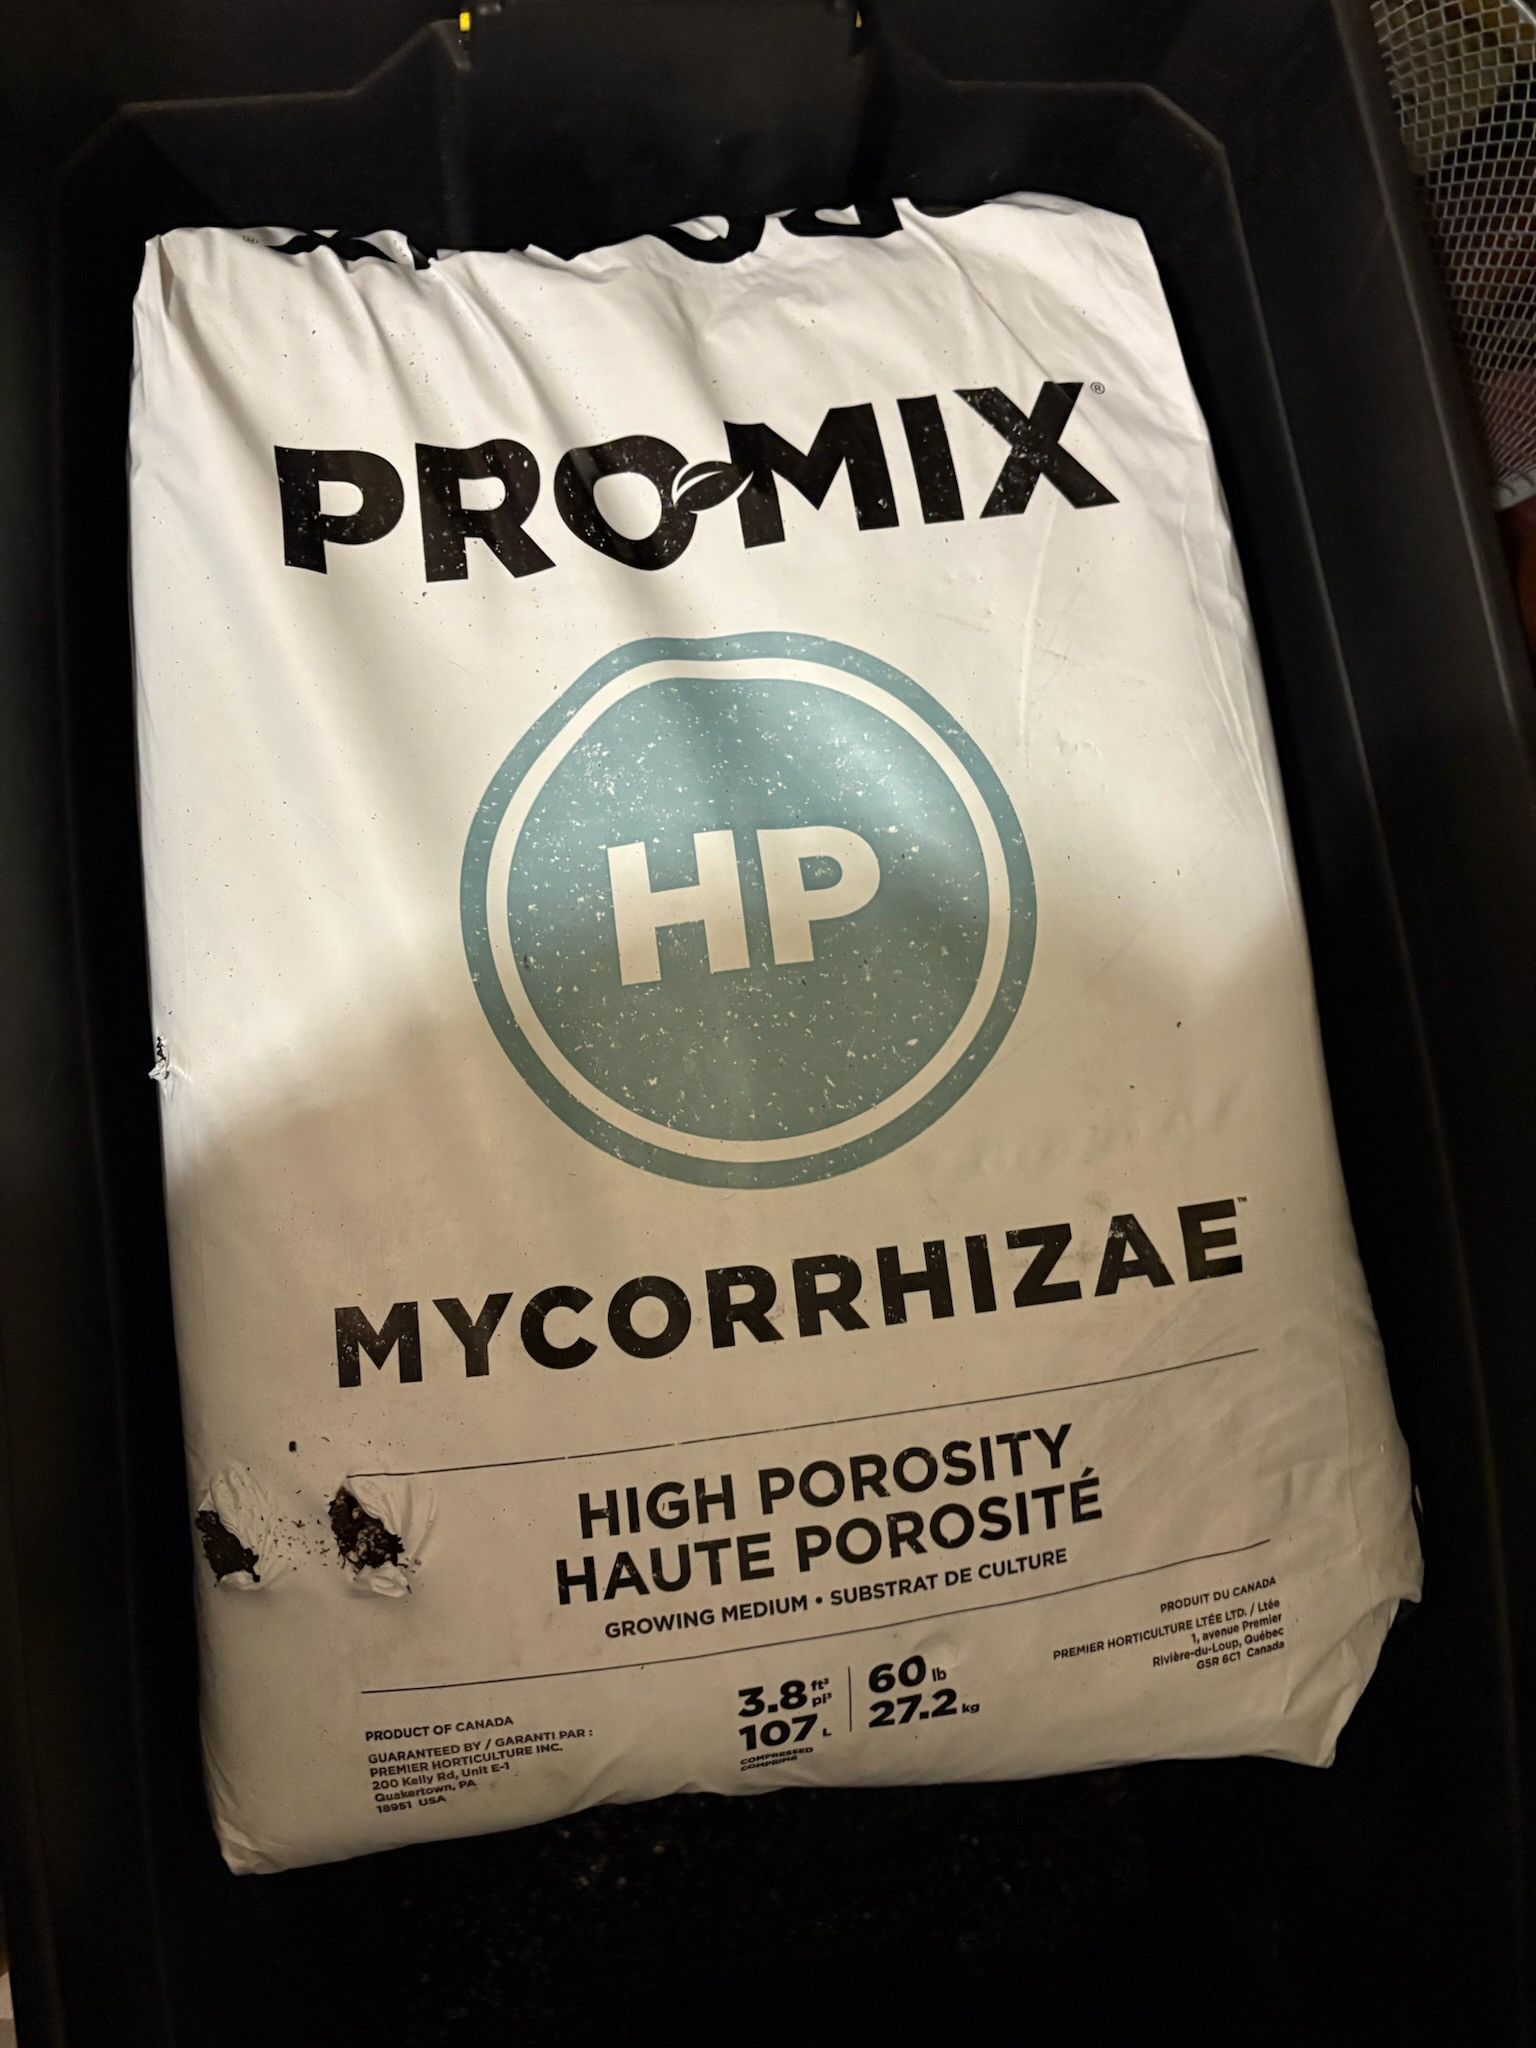 PRO-MIX®
HP
MYCORRHIZAE™
HIGH POROSITY
HAUTE POROSITÉ
GROWING MEDIUM • SUBSTRAT DE CULTURE
PRODUCT OF CANADA
GUARANTEED BY / GARANTI PAR :
PREMIER HORTICULTURE INC.
200 Kelly Rd, Unit E-1
Quakertown, PA
18951 USA
3.8 ft³ pi³
107 L
COMPRESSED
COMPRIMÉ
60 lb
27.2 kg
PRODUIT DU CANADA
PREMIER HORTICULTURE LTÉE LTD. / Ltée
1, avenue Premier
Rivière-du-Loup, Québec
G5R 6C1 Canada